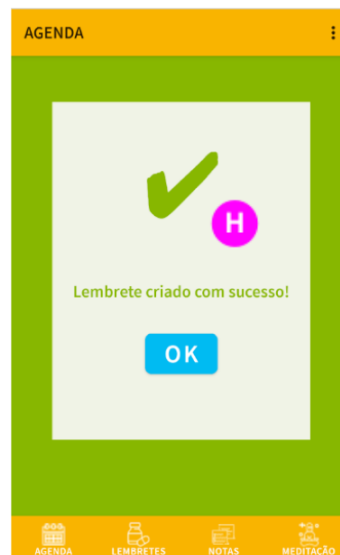 AGENDA
H
Lembrete criado com sucesso!
OK
AGENDA LEMBRETES NOTAS MEDITAÇÃO